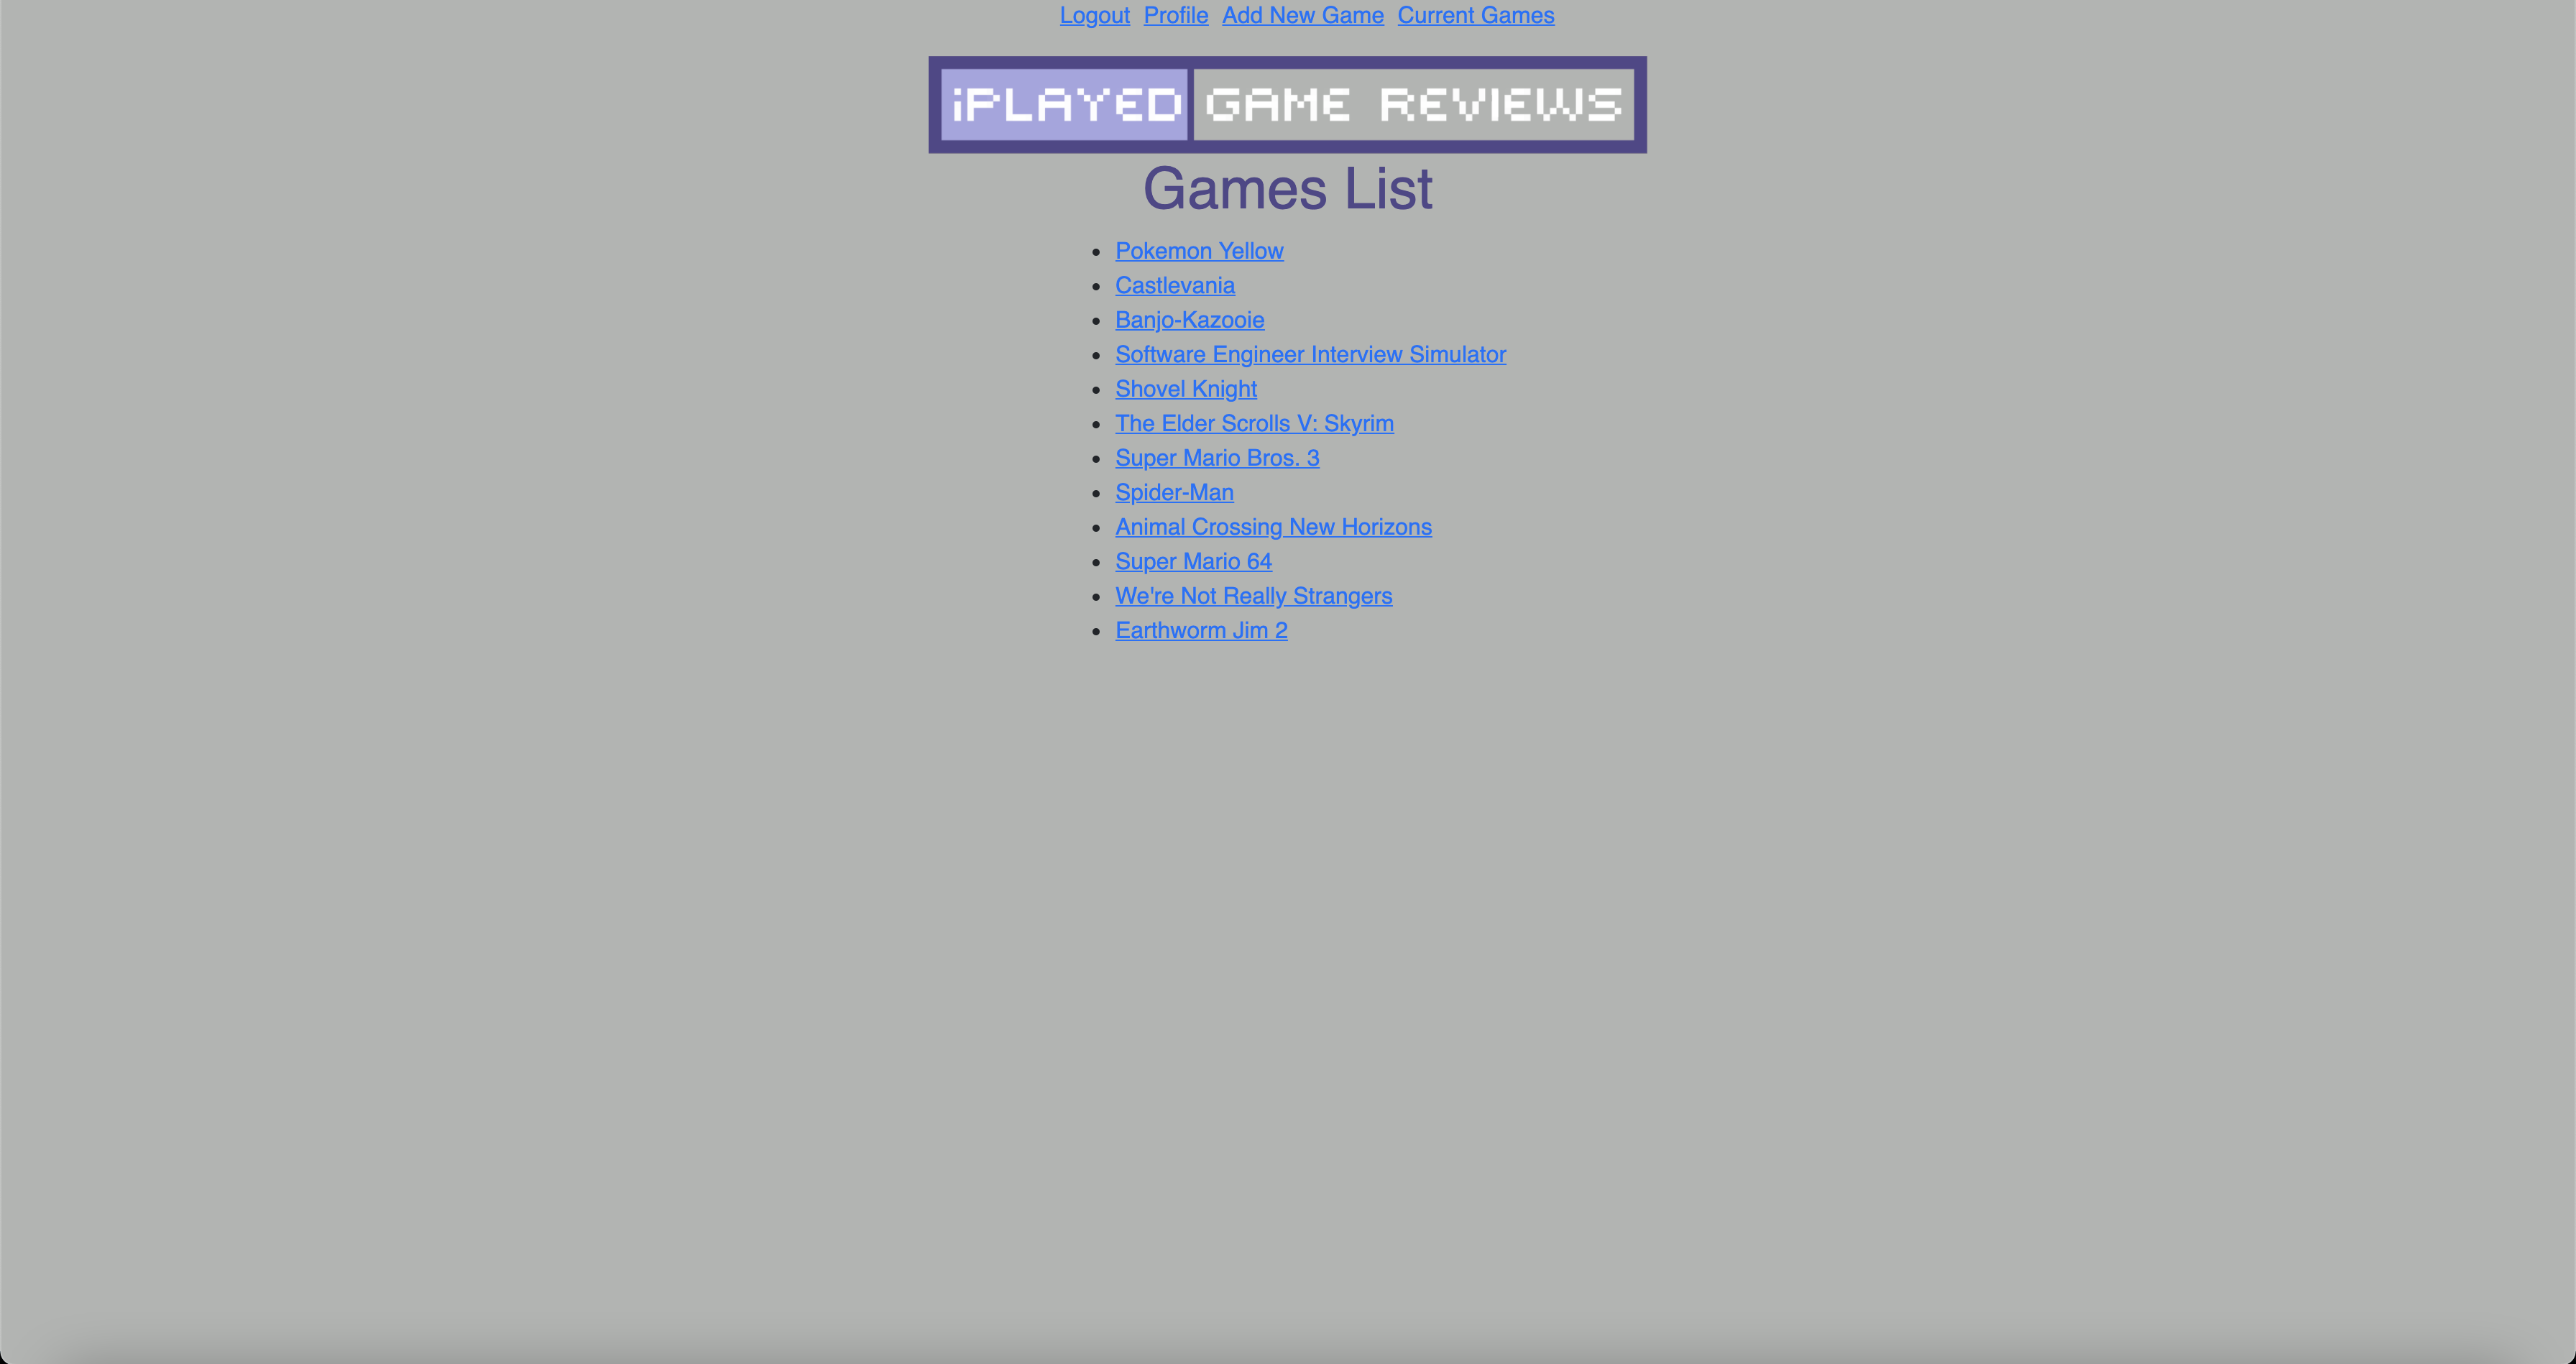 Logout Profile Add New Game Current Games
iPLAYED GAME REVIEWS
Games List
Pokemon Yellow
Castlevania
Banjo-Kazooie
Software Engineer Interview Simulator
Shovel Knight
The Elder Scrolls V: Skyrim
Super Mario Bros. 3
Spider-Man
Animal Crossing New Horizons
Super Mario 64
We're Not Really Strangers
Earthworm Jim 2